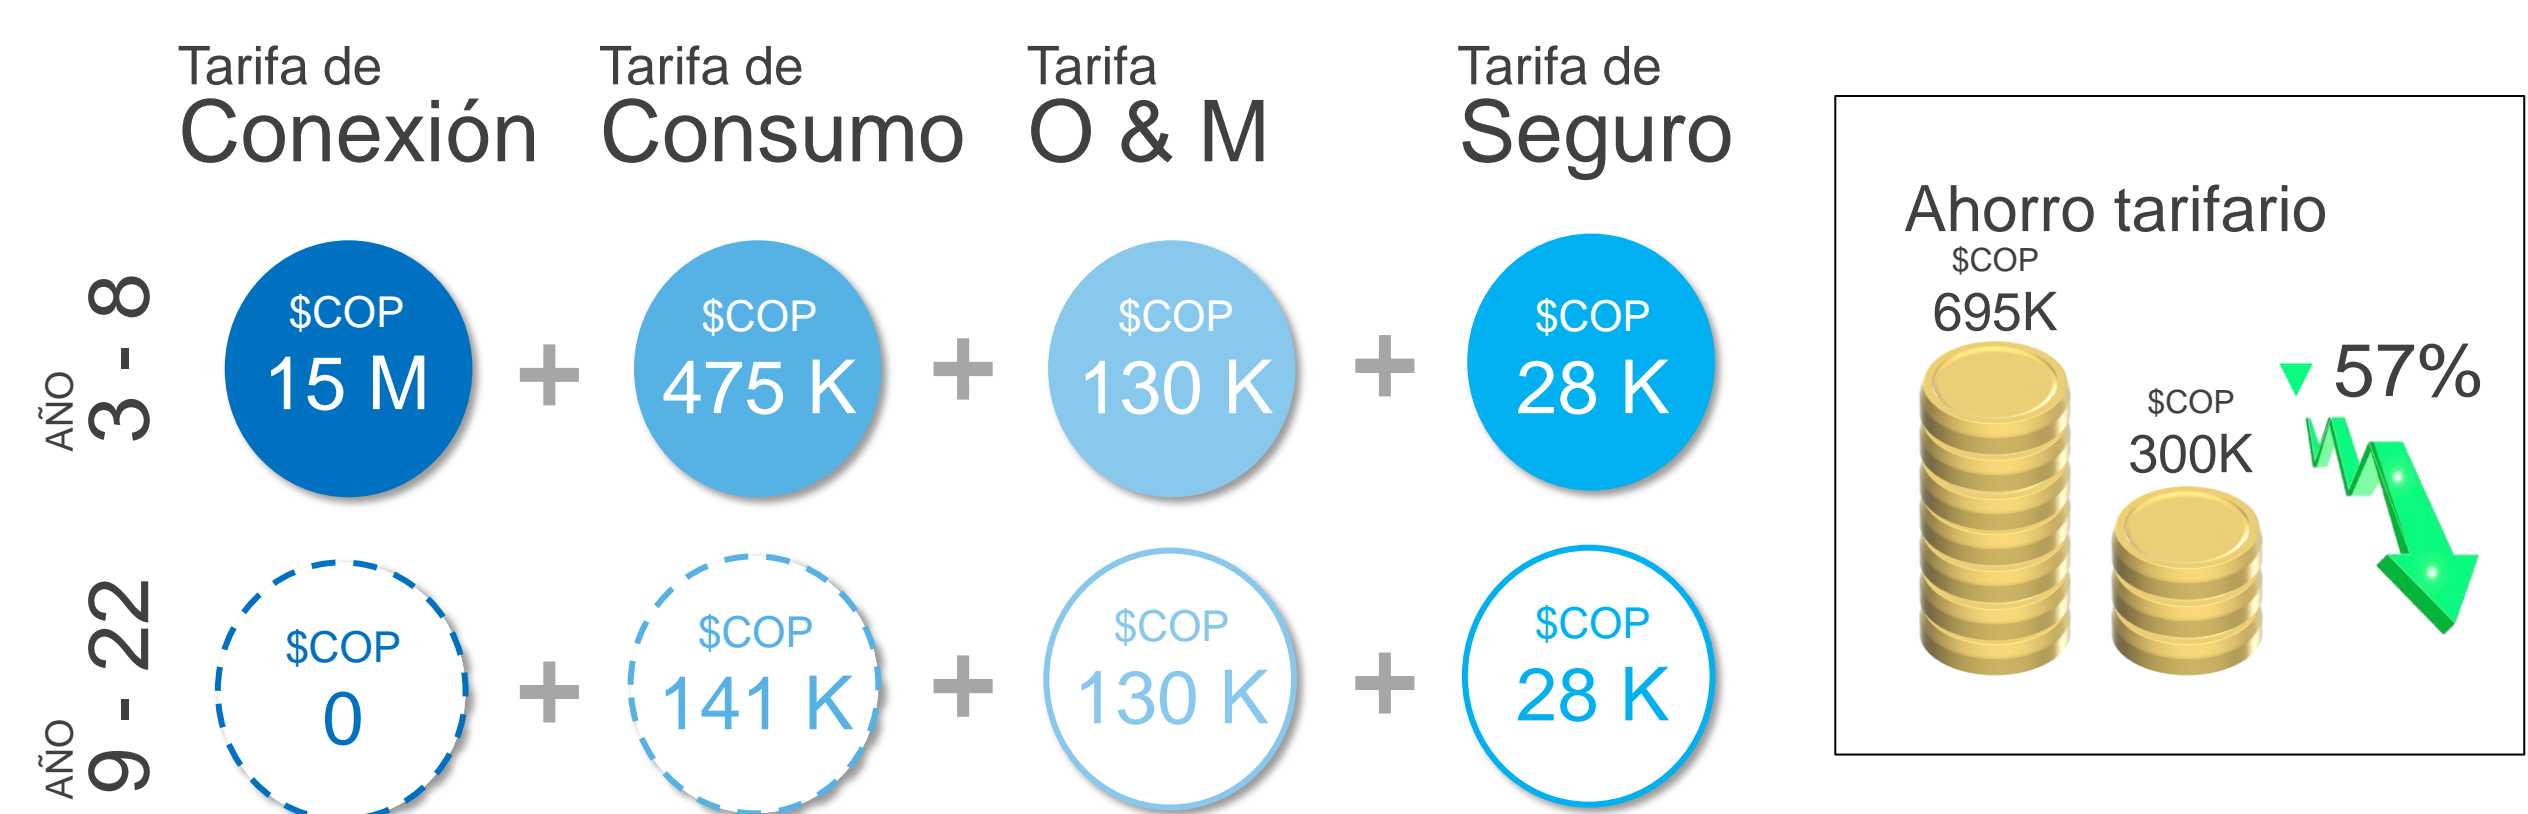 Tarifa de
Conexión
Tarifa de
Consumo
Tarifa
O & M
Tarifa de
Seguro
AÑO
3 - 8
$COP
15 M
+
$COP
475 K
+
$COP
130 K
+
$COP
28 K
AÑO
9 - 22
$COP
0
+
$COP
141 K
+
$COP
130 K
+
$COP
28 K
Ahorro tarifario
$COP
695K
$COP
300K
57%